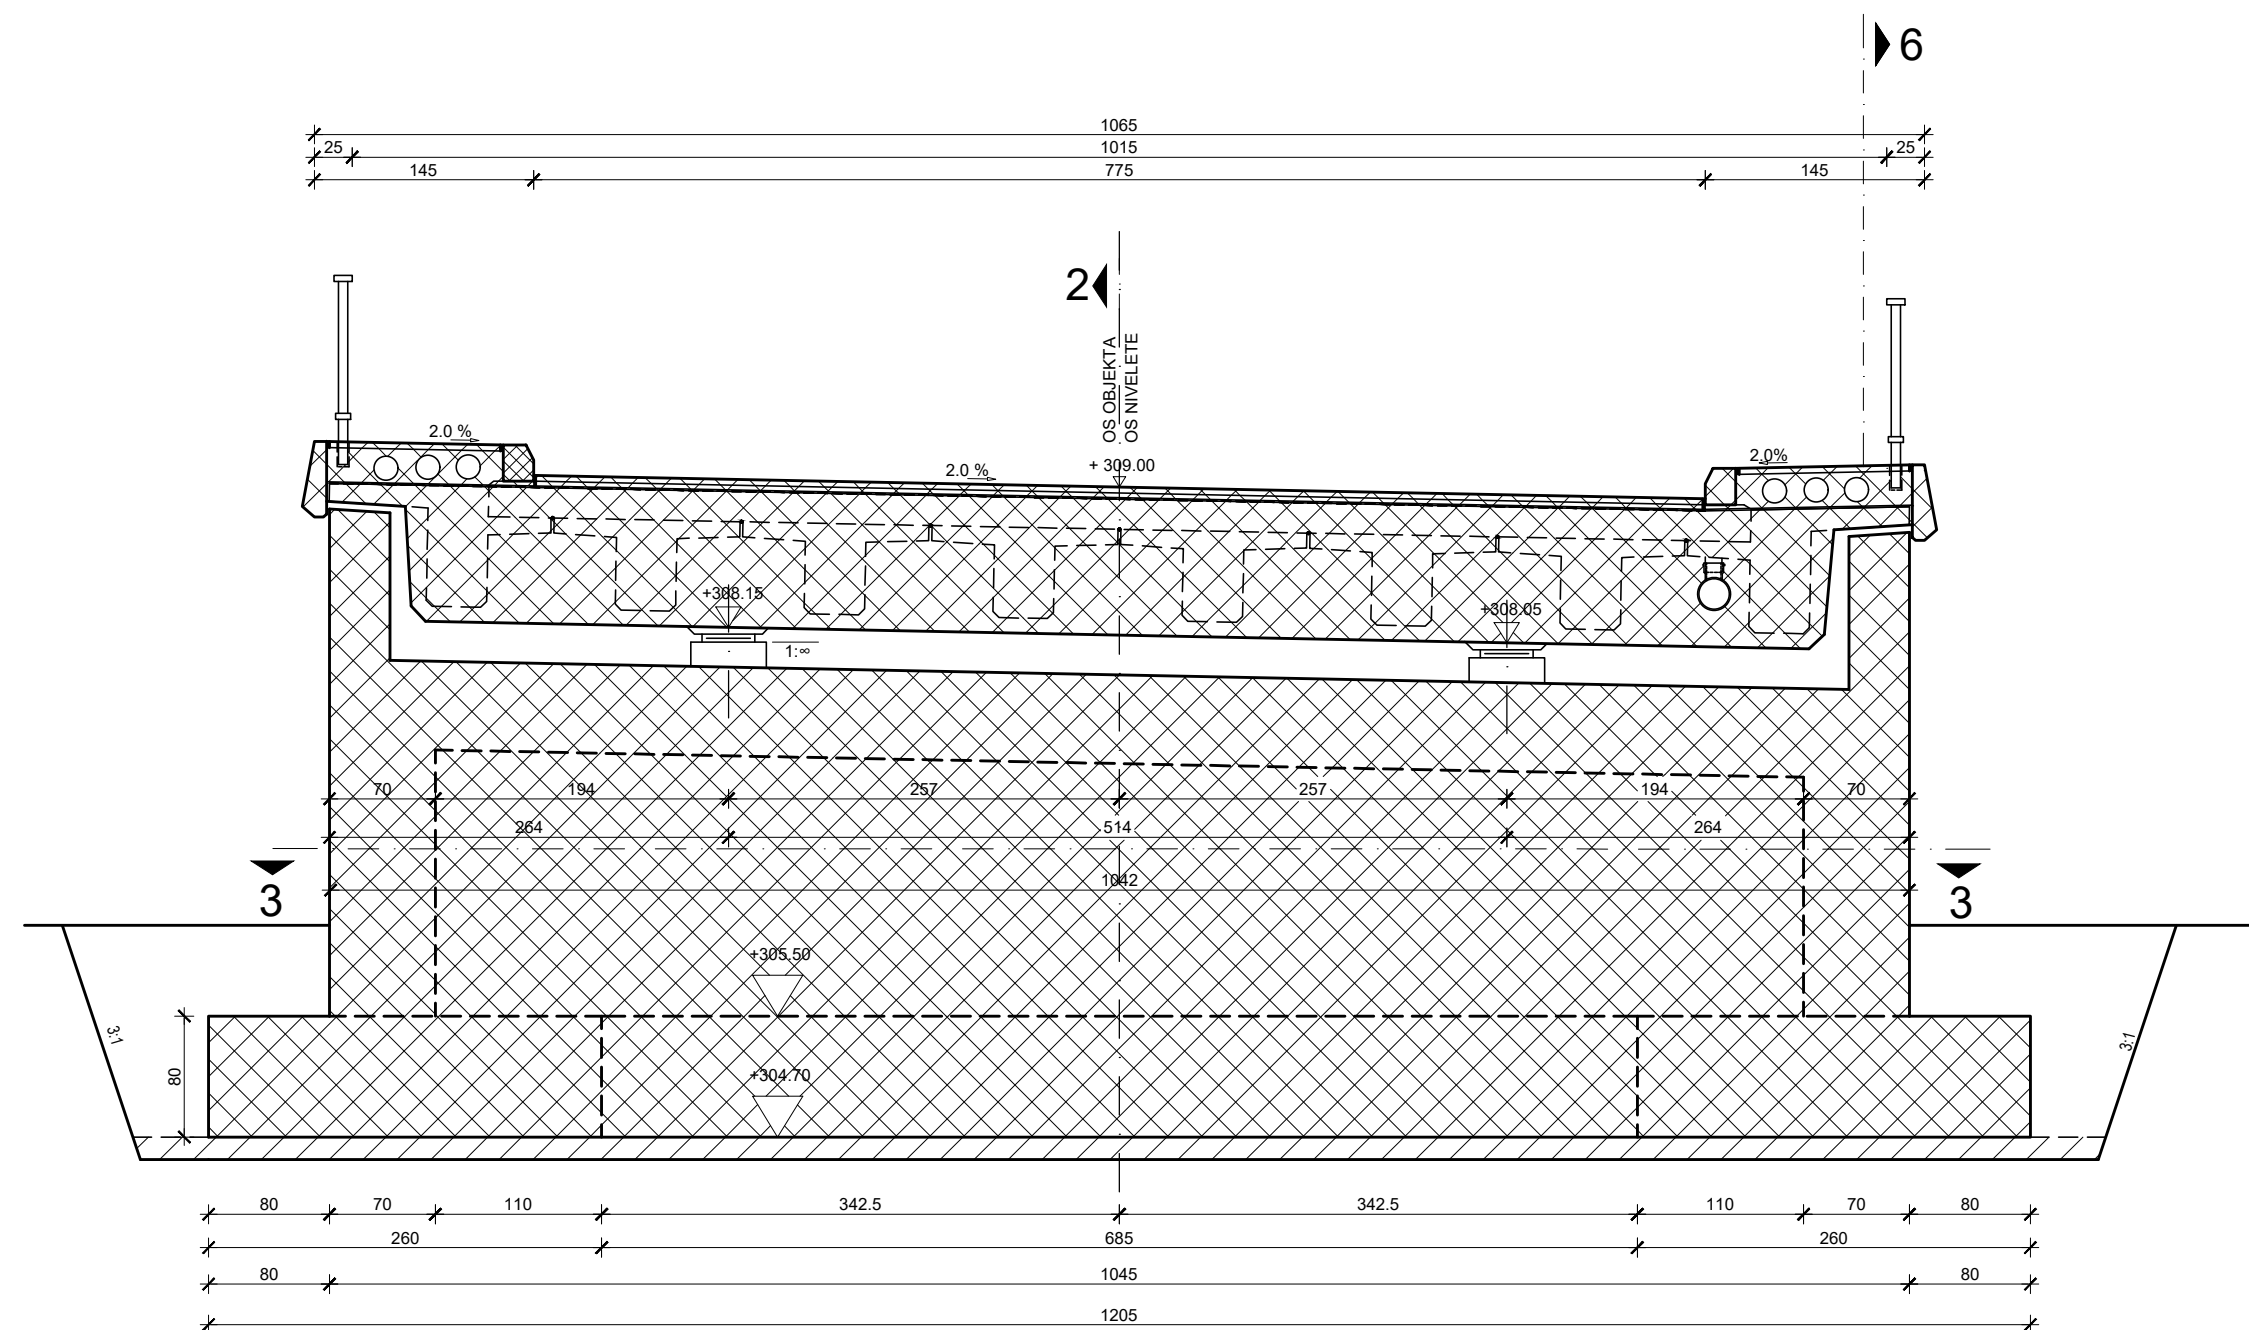 6
1065
25 1015 25
145 775 145
2
OS OBJEKTA
OS NIVELETE
2.0 %
2.0 %
+ 309.00
2.0%
+308.15
+308.05
1:∞
70 194 257 257 194 70
264 514 264
1042
3 3
+305.50
3:1 3:1
80
+304.70
80 70 110 342.5 342.5 110 70 80
260 685 260
80 1045 80
1205